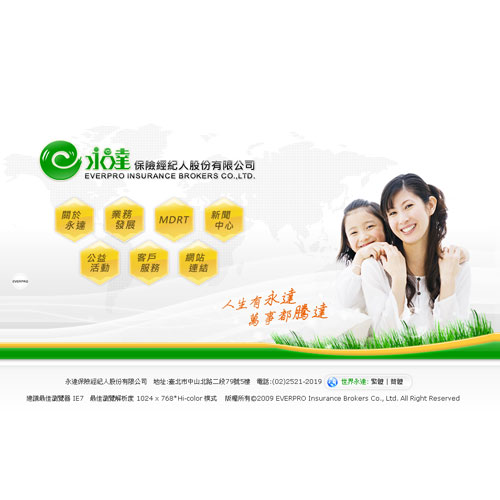 永達 保險經紀人股份有限公司
EVERPRO INSURANCE BROKERS CO.,LTD.
關於永達
業務發展
MDRT
新聞中心
公益活動
客戶服務
網站連結
EVERPRO
人生有永達
萬事都騰達
永達保險經紀人股份有限公司 地址:臺北市中山北路二段79號5樓 電話:(02)2521-2019 世界永達: 繁體 | 簡體
建議最佳瀏覽器 IE7 最佳瀏覽解析度 1024 x 768*Hi-color 模式 版權所有©2009 EVERPRO Insurance Brokers Co., Ltd. All Right Reserved